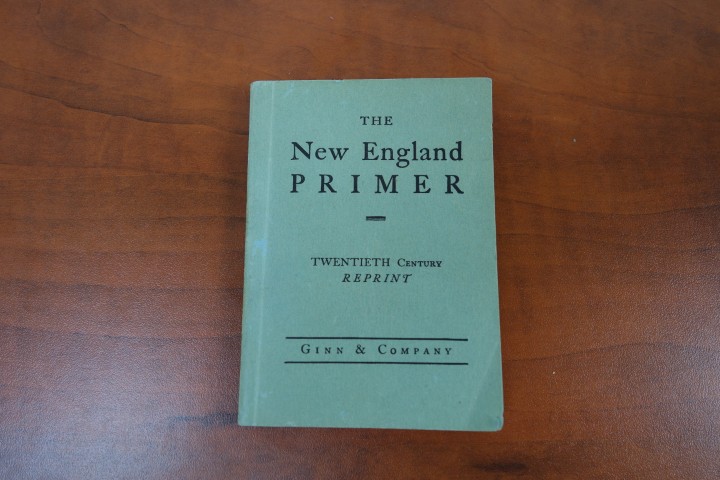 THE
New England
PRIMER
TWENTIETH CENTURY
REPRINT
GINN & COMPANY